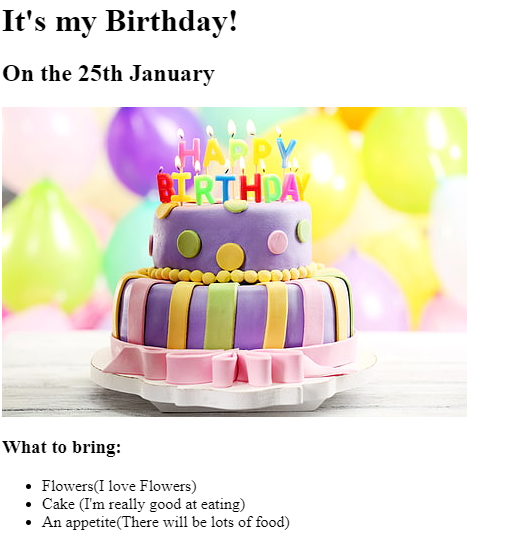 It's my Birthday!
On the 25th January
HAPPY
BIRTHDAY
What to bring:
Flowers(I love Flowers)
Cake (I'm really good at eating)
An appetite(There will be lots of food)